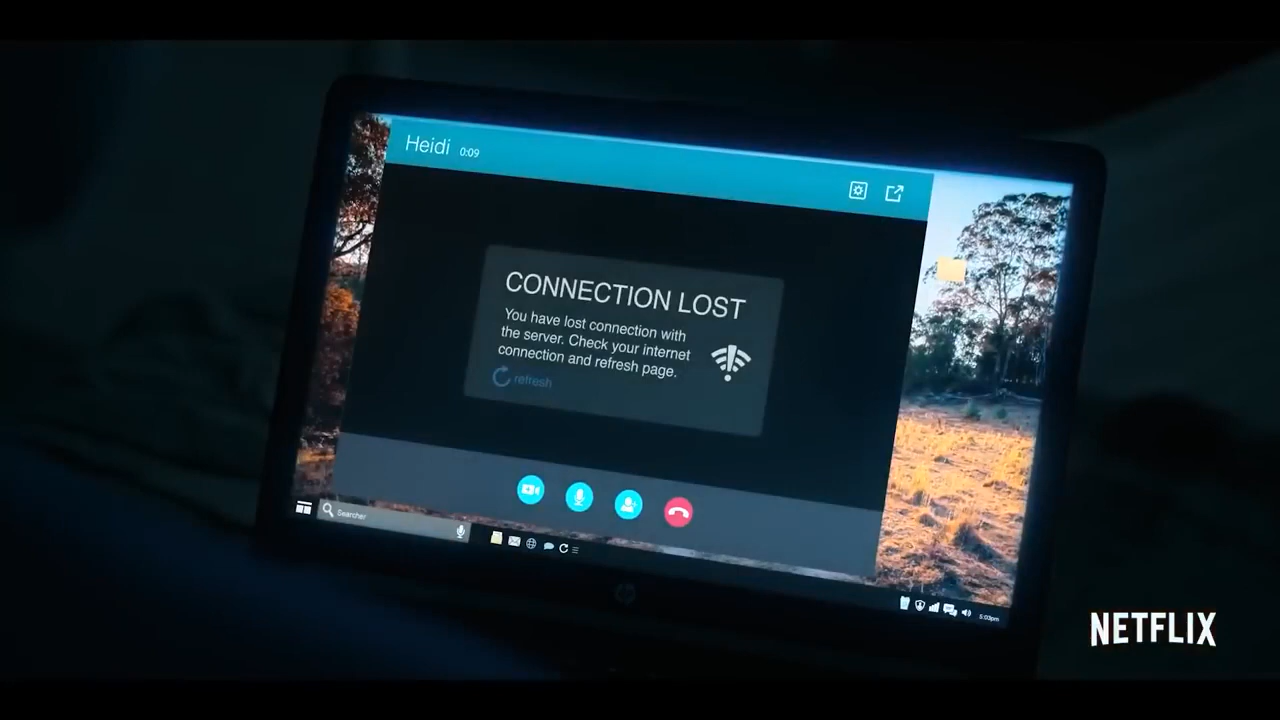 Heidi 0:09
CONNECTION LOST
You have lost connection with
the server. Check your internet
connection and refresh page.
refresh
Searcher
5:03pm
hp
NETFLIX